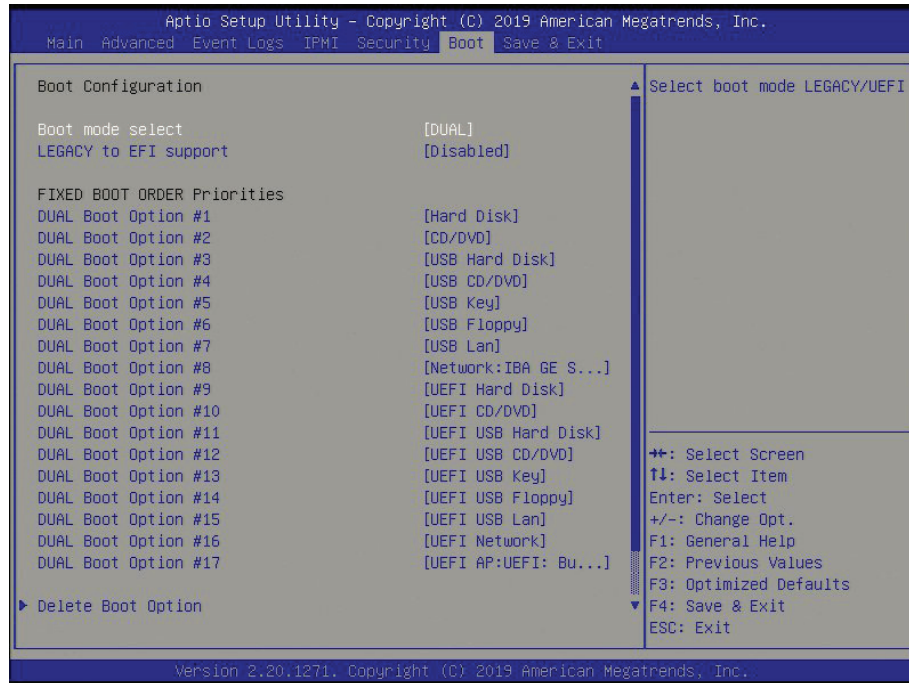 Aptio Setup Utility – Copyright (C) 2019 American Megatrends, Inc.
Main Advanced Event Logs IPMI Security Boot Save & Exit
Boot Configuration
Select boot mode LEGACY/UEFI
Boot mode select [DUAL]
LEGACY to EFI support [Disabled]
FIXED BOOT ORDER Priorities
DUAL Boot Option #1 [Hard Disk]
DUAL Boot Option #2 [CD/DVD]
DUAL Boot Option #3 [USB Hard Disk]
DUAL Boot Option #4 [USB CD/DVD]
DUAL Boot Option #5 [USB Key]
DUAL Boot Option #6 [USB Floppy]
DUAL Boot Option #7 [USB Lan]
DUAL Boot Option #8 [Network:IBA GE S...]
DUAL Boot Option #9 [UEFI Hard Disk]
DUAL Boot Option #10 [UEFI CD/DVD]
DUAL Boot Option #11 [UEFI USB Hard Disk]
DUAL Boot Option #12 [UEFI USB CD/DVD]
DUAL Boot Option #13 [UEFI USB Key]
DUAL Boot Option #14 [UEFI USB Floppy]
DUAL Boot Option #15 [UEFI USB Lan]
DUAL Boot Option #16 [UEFI Network]
DUAL Boot Option #17 [UEFI AP:UEFI: Bu...]
Delete Boot Option
→←: Select Screen
↑↓: Select Item
Enter: Select
+/-: Change Opt.
F1: General Help
F2: Previous Values
F3: Optimized Defaults
F4: Save & Exit
ESC: Exit
Version 2.20.1271. Copyright (C) 2019 American Megatrends, Inc.